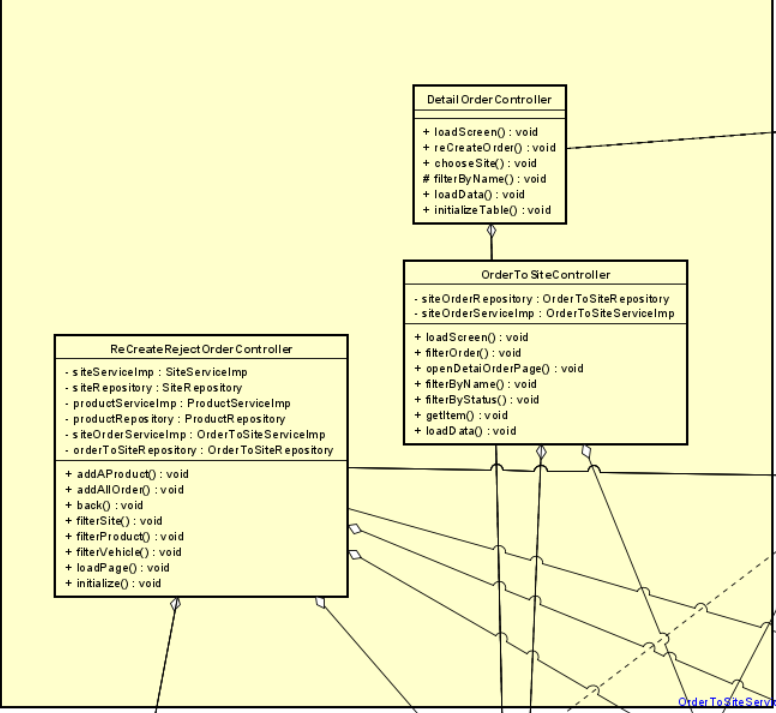 DetailOrderController
+ loadScreen() : void
+ reCreateOrder() : void
+ chooseSite() : void
# filterByName() : void
+ loadData() : void
+ initializeTable() : void
OrderToSiteController
- siteOrderRepository : OrderToSiteRepository
- siteOrderServiceImp : OrderToSiteServiceImp
+ loadScreen() : void
+ filterOrder() : void
+ openDetaiOrderPage() : void
+ filterByName() : void
+ filterByStatus() : void
+ getItem() : void
+ loadData() : void
ReCreateRejectOrderController
- siteServiceImp : SiteServiceImp
- siteRepository : SiteRepository
- productServiceImp : ProductServiceImp
- productRepository : ProductRepository
- siteOrderServiceImp : OrderToSiteServiceImp
- orderToSiteRepository : OrderToSiteRepository
+ addAProduct() : void
+ addAllOrder() : void
+ back() : void
+ filterSite() : void
+ filterProduct() : void
+ filterVehicle() : void
+ loadPage() : void
+ initialize() : void
OrderToSiteServi